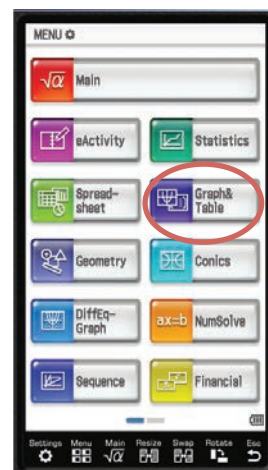 MENU
√α Main
eActivity
Statistics
Spread-
sheet
Graph&
Table
Geometry
Conics
DiffEq-
Graph
ax=b NumSolve
Sequence
Financial
Settings Menu Main Resize Swap Rotate Esc
√α